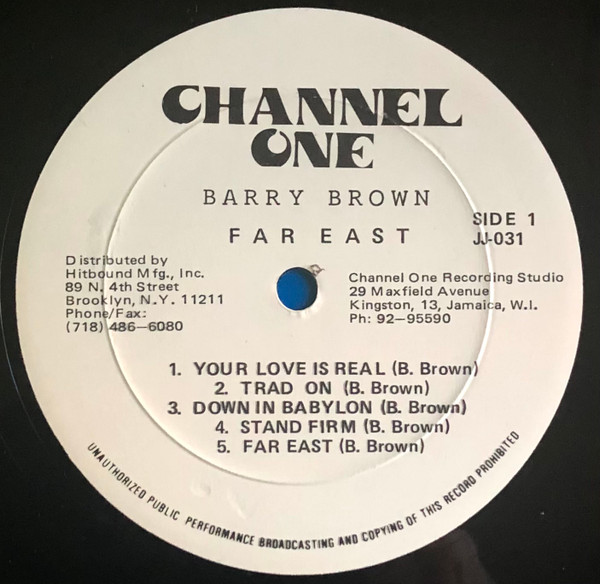 CHANNEL
ONE
BARRY BROWN
FAR EAST
SIDE 1
JJ-031
Distributed by
Hitbound Mfg., Inc.
89 N. 4th Street
Brooklyn, N.Y. 11211
Phone/Fax:
(718) 486-6080
Channel One Recording Studio
29 Maxfield Avenue
Kingston, 13, Jamaica, W.I.
Ph: 92-95590
1. YOUR LOVE IS REAL (B. Brown)
2. TRAD ON (B. Brown)
3. DOWN IN BABYLON (B. Brown)
4. STAND FIRM (B. Brown)
5. FAR EAST (B. Brown)
UNAUTHORIZED PUBLIC PERFORMANCE BROADCASTING AND COPYING OF THIS RECORD PROHIBITED